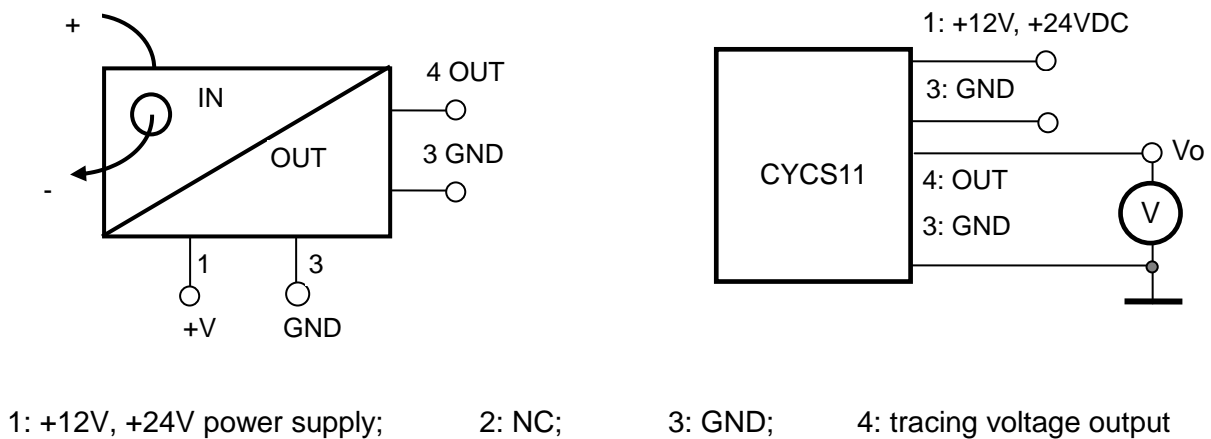 +
IN
OUT
-
4 OUT
3 GND
1
3
+V
GND
1: +12V, +24VDC
3: GND
CYCS11
4: OUT
3: GND
Vo
V
1: +12V, +24V power supply; 2: NC; 3: GND; 4: tracing voltage output